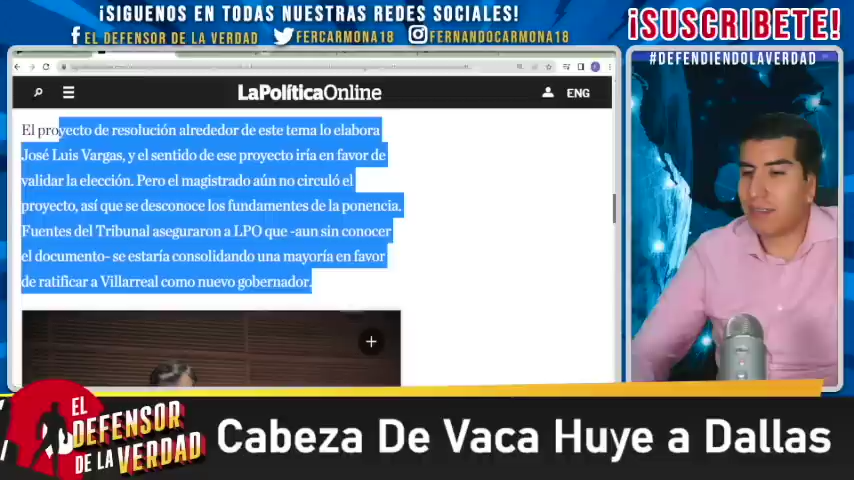 ¡SIGUENOS EN TODAS NUESTRAS REDES SOCIALES!
EL DEFENSOR DE LA VERDAD
FERCARMONA18
FERNANDOCARMONA18
¡SUSCRIBETE!
#DEFENDIENDOLAVERDAD
LaPolíticaOnline
ENG
El proyecto de resolución alrededor de este tema lo elabora
José Luis Vargas, y el sentido de ese proyecto iría en favor de
validar la elección. Pero el magistrado aún no circuló el
proyecto, así que se desconoce los fundamentes de la ponencia.
Fuentes del Tribunal aseguraron a LPO que -aun sin conocer
el documento- se estaría consolidando una mayoría en favor
de ratificar a Villarreal como nuevo gobernador.
EL
DEFENSOR
DE LA VERDAD
Cabeza De Vaca Huye a Dallas